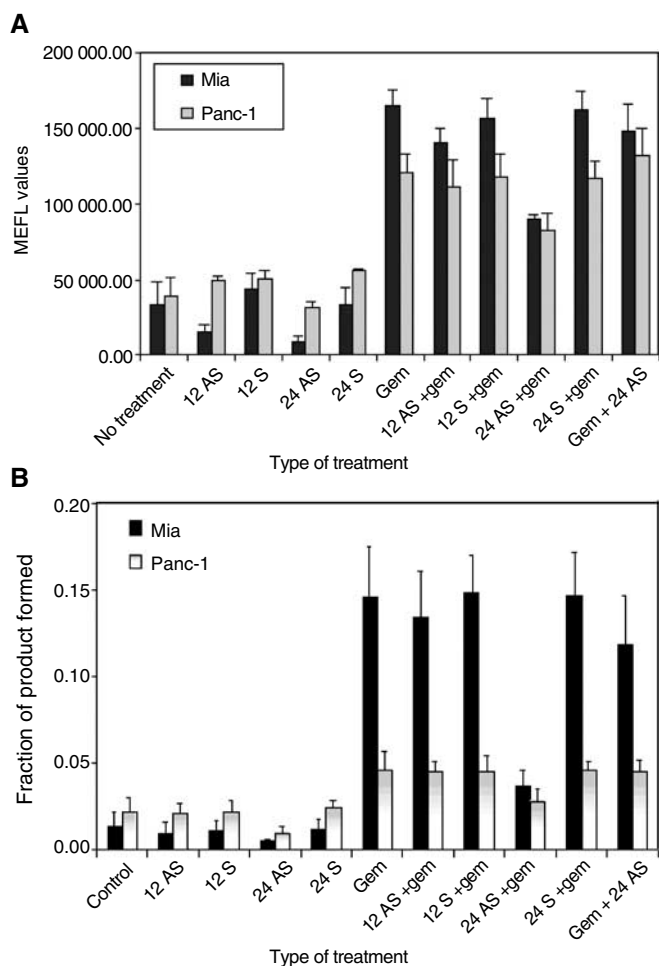 A
200 000.00
150 000.00
100 000.00
50 000.00
0.00
MEFL values
Mia
Panc-1
No treatment
12 AS
12 S
24 AS
24 S
Gem
12 AS +gem
12 S +gem
24 AS +gem
24 S +gem
Gem + 24 AS
Type of treatment
B
0.20
0.15
0.10
0.05
0.00
Fraction of product formed
Mia
Panc-1
Control
12 AS
12 S
24 AS
24 S
Gem
12 AS +gem
12 S +gem
24 AS +gem
24 S +gem
Gem + 24 AS
Type of treatment